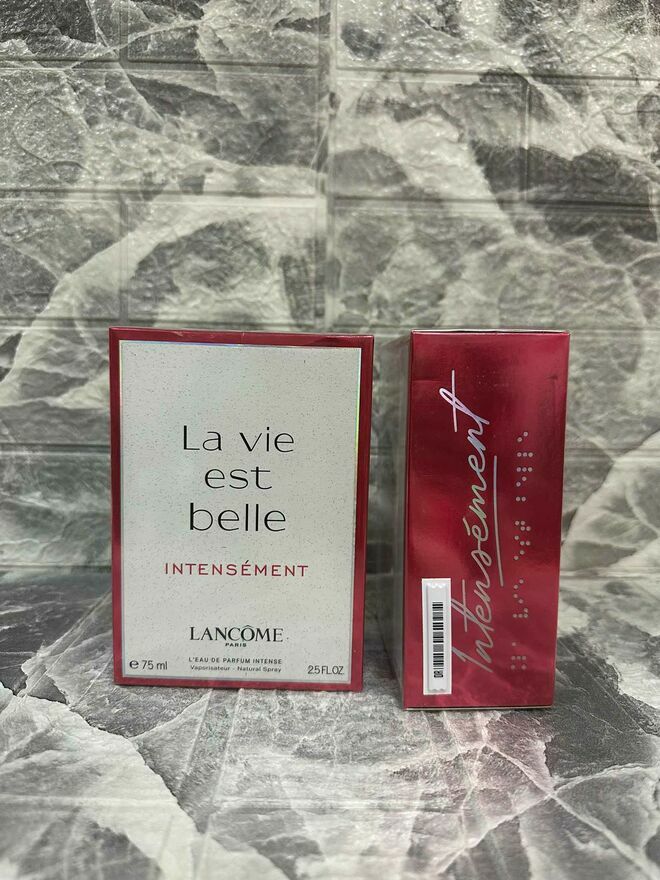 La vie
est
belle
INTENSÉMENT
LANCÔME
PARIS
e 75 ml
L'EAU DE PARFUM INTENSE
Vaporisateur - Natural Spray
2.5 FL.OZ.
Intensément